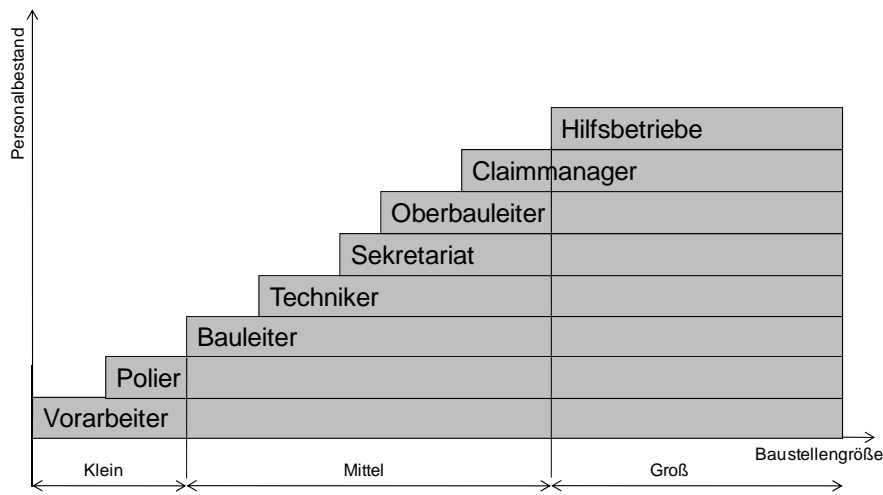 Personalbestand
Hilfsbetriebe
Claimmanager
Oberbauleiter
Sekretariat
Techniker
Bauleiter
Polier
Vorarbeiter
Baustellengröße
Klein
Mittel
Groß